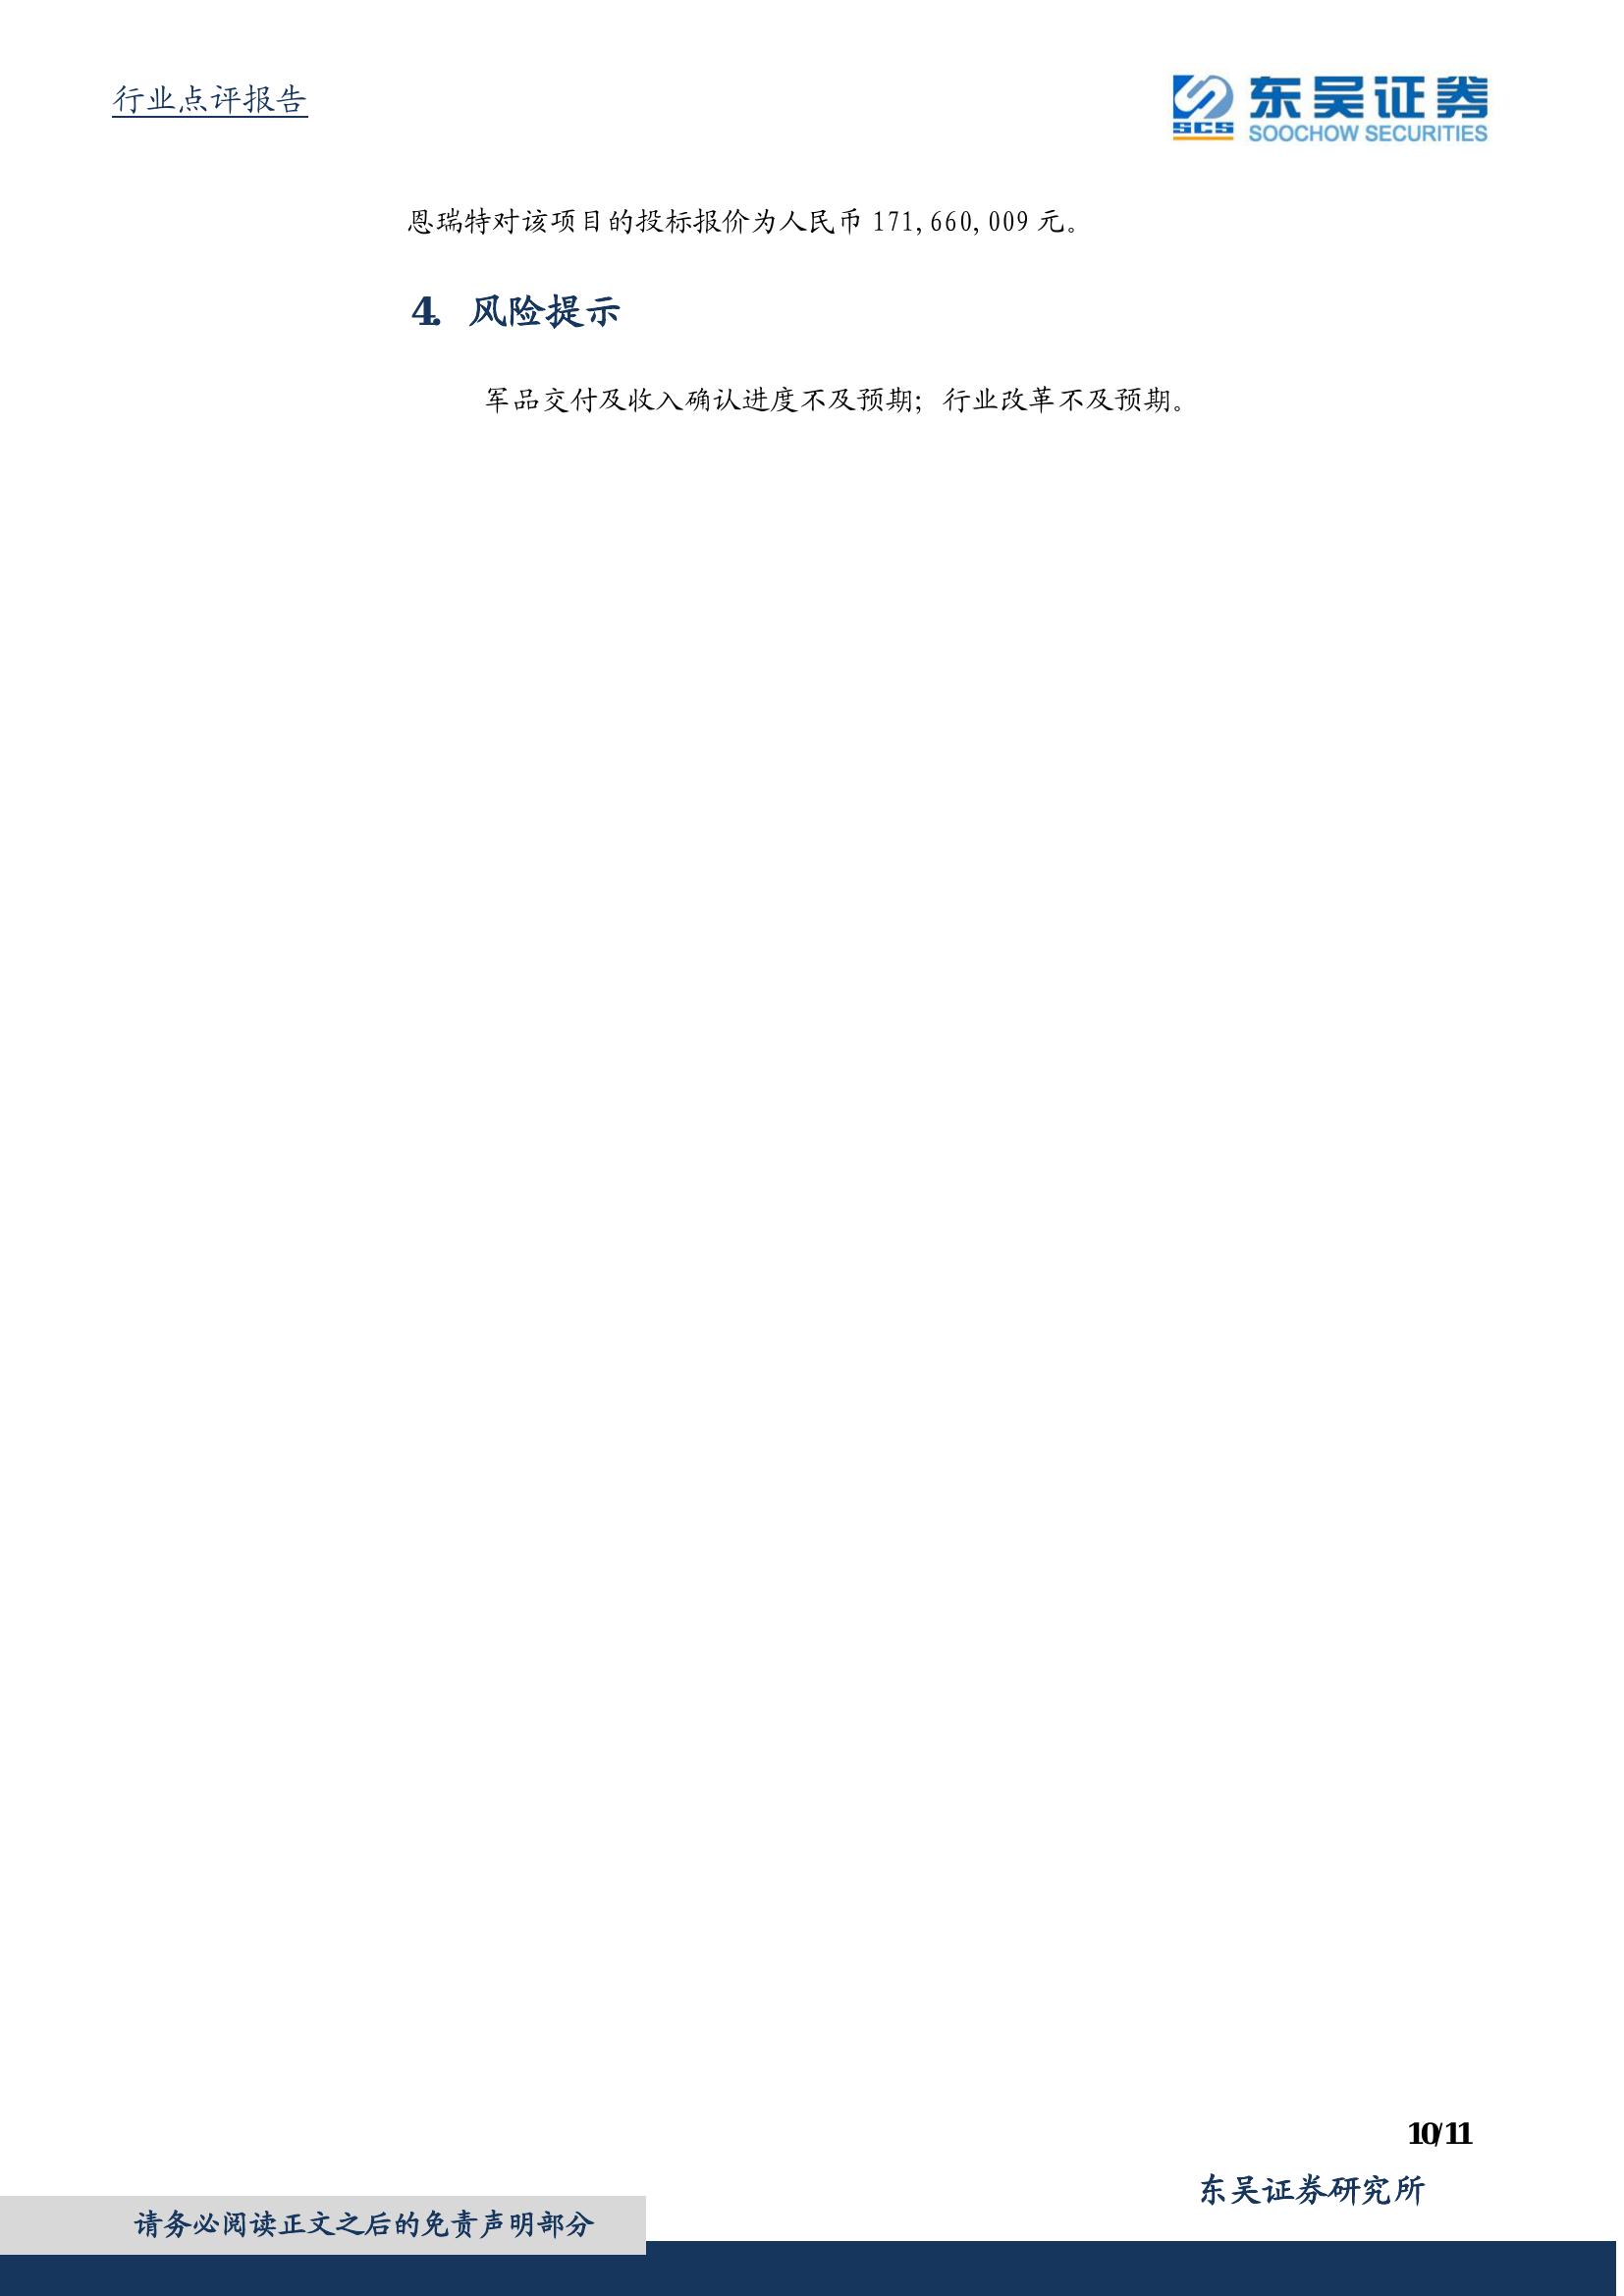 行业点评报告
SCS
东吴证券
SOOCHOW SECURITIES
恩瑞特对该项目的投标报价为人民币 171,660,009 元。
4. 风险提示
军品交付及收入确认进度不及预期；行业改革不及预期。
10/11
东吴证券研究所
请务必阅读正文之后的免责声明部分